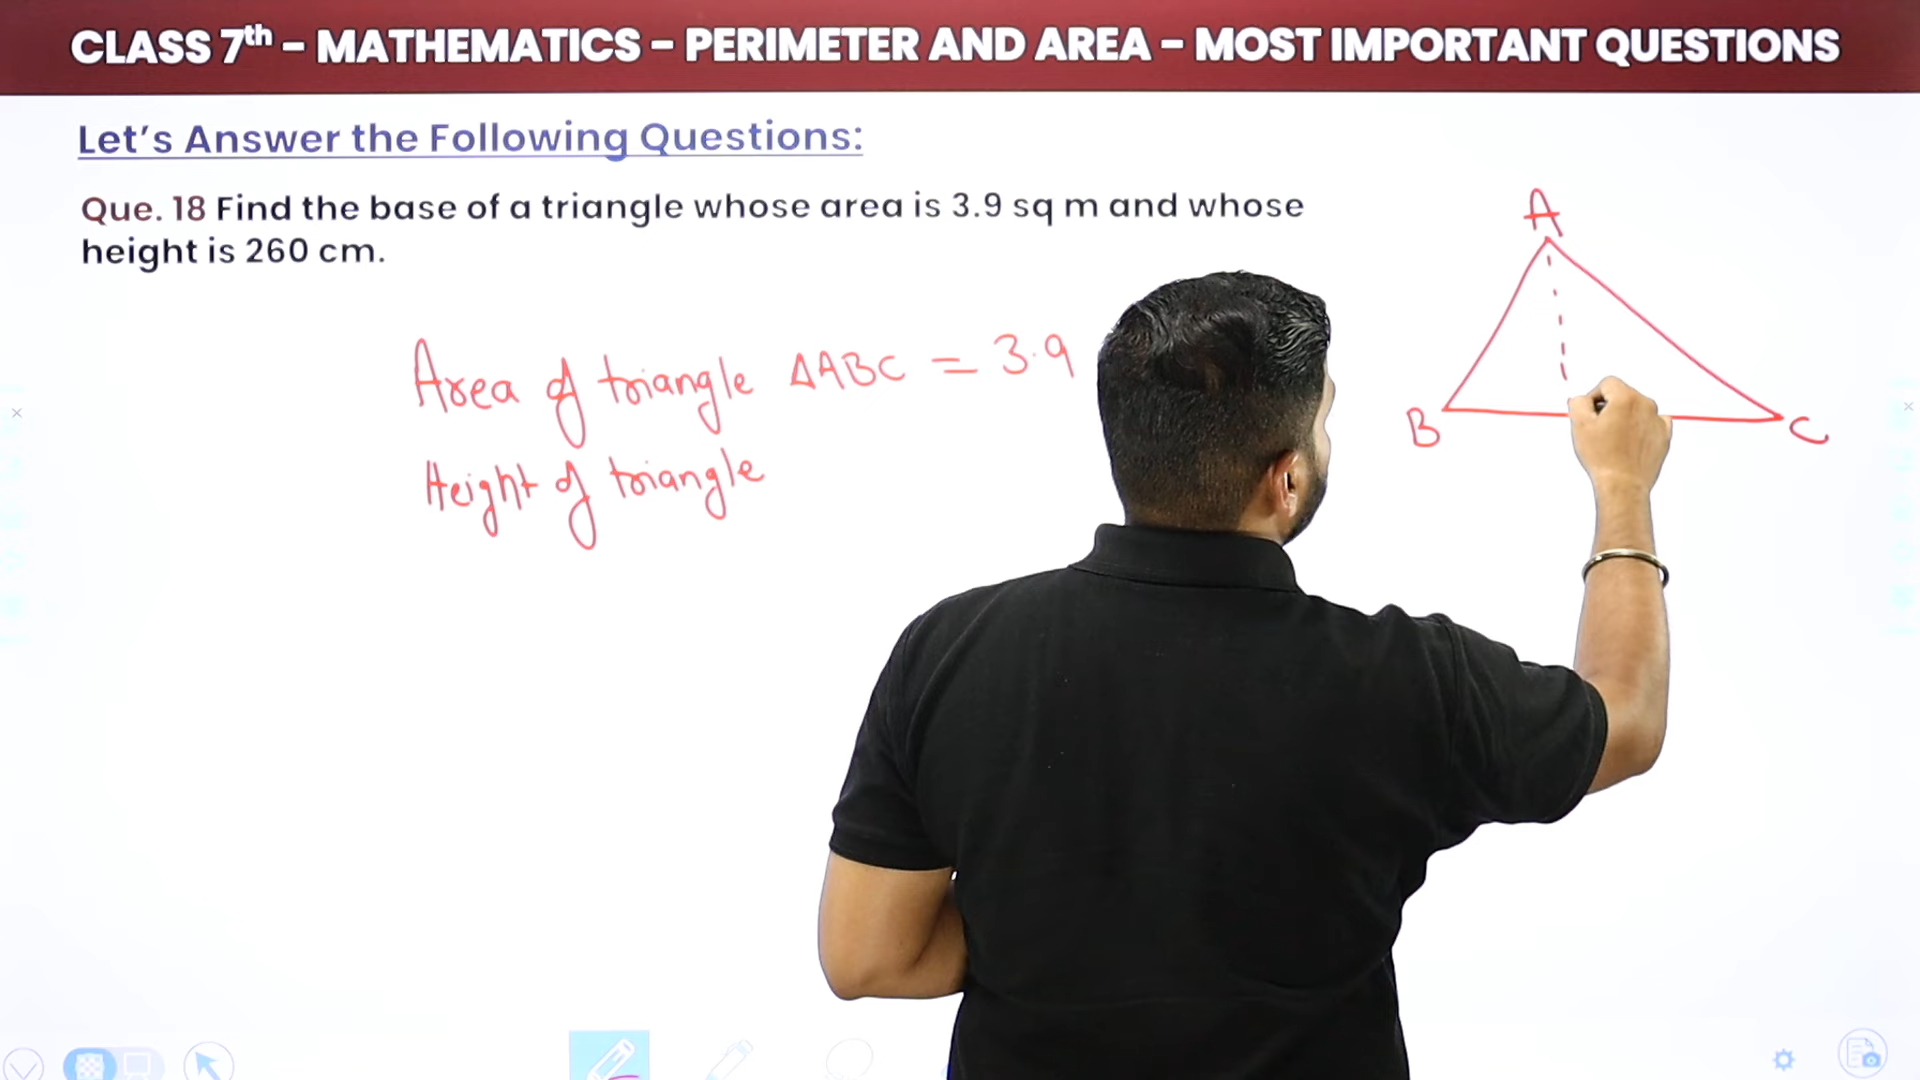 CLASS 7th – MATHEMATICS – PERIMETER AND AREA – MOST IMPORTANT QUESTIONS
Let's Answer the Following Questions:
Que. 18 Find the base of a triangle whose area is 3.9 sq m and whose
height is 260 cm.
A
Area of triangle ΔABC = 3.9
B
C
Height of triangle